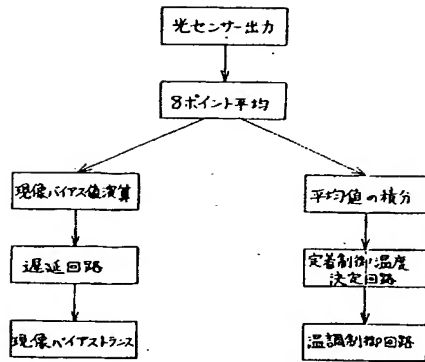 光センサー出力
8ポイント平均
現像バイアス値演算
平均値の積分
遅延回路
定着制御温度
決定回路
現像バイアストランス
温調制御回路